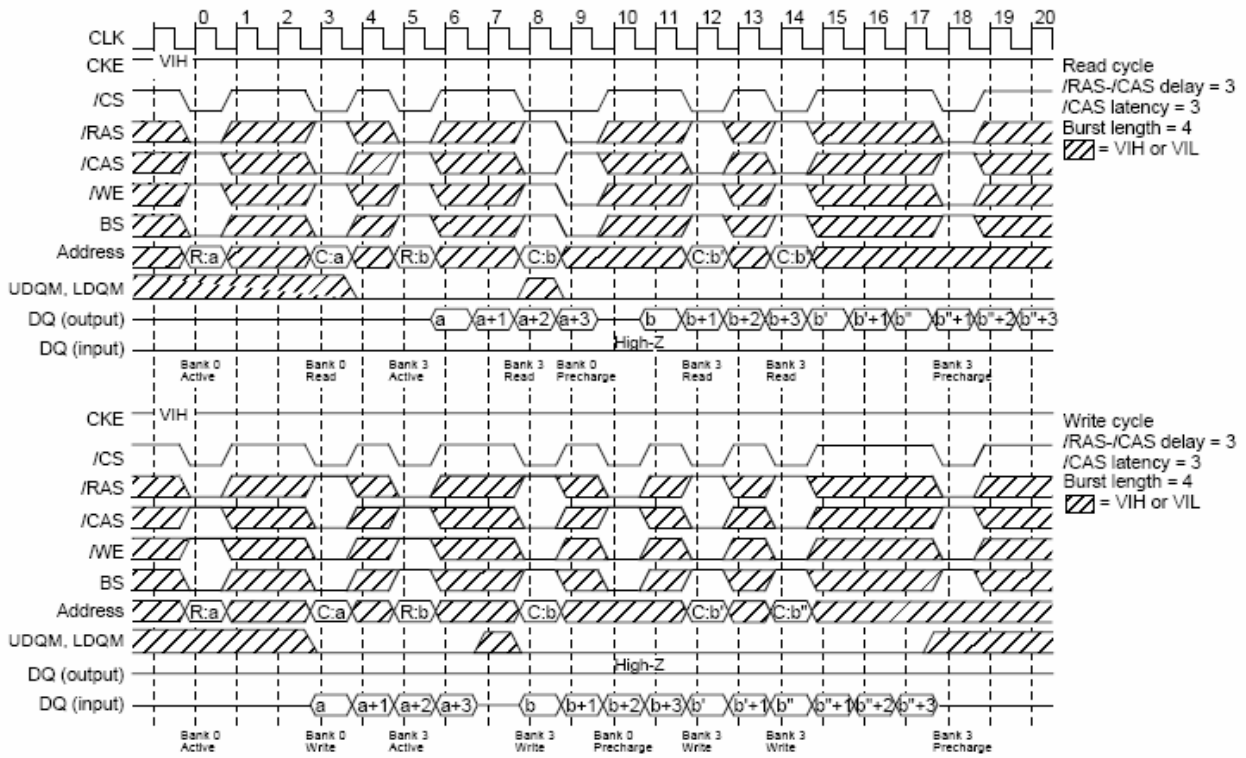 0 1 2 3 4 5 6 7 8 9 10 11 12 13 14 15 16 17 18 19 20
CLK
CKE VIH
/CS
/RAS
/CAS
/WE
BS
Address R:a C:a R:b C:b C:b' C:b'
UDQM, LDQM
DQ (output) a a+1 a+2 a+3 b b+1 b+2 b+3 b' b'+1 b" b"+1 b"+2 b"+3
DQ (input) High-Z
Bank 0 Active
Bank 0 Read
Bank 3 Active
Bank 3 Read
Bank 0 Precharge
Bank 3 Read
Bank 3 Read
Bank 3 Precharge
Read cycle
/RAS-/CAS delay = 3
/CAS latency = 3
Burst length = 4
= VIH or VIL
CKE VIH
/CS
/RAS
/CAS
/WE
BS
Address R:a C:a R:b C:b C:b' C:b"
UDQM, LDQM
DQ (output) High-Z
DQ (input) a a+1 a+2 a+3 b b+1 b+2 b+3 b' b'+1 b" b"+1 b"+2 b"+3
Bank 0 Active
Bank 0 Write
Bank 3 Active
Bank 3 Write
Bank 0 Precharge
Bank 3 Write
Bank 3 Write
Bank 3 Precharge
Write cycle
/RAS-/CAS delay = 3
/CAS latency = 3
Burst length = 4
= VIH or VIL